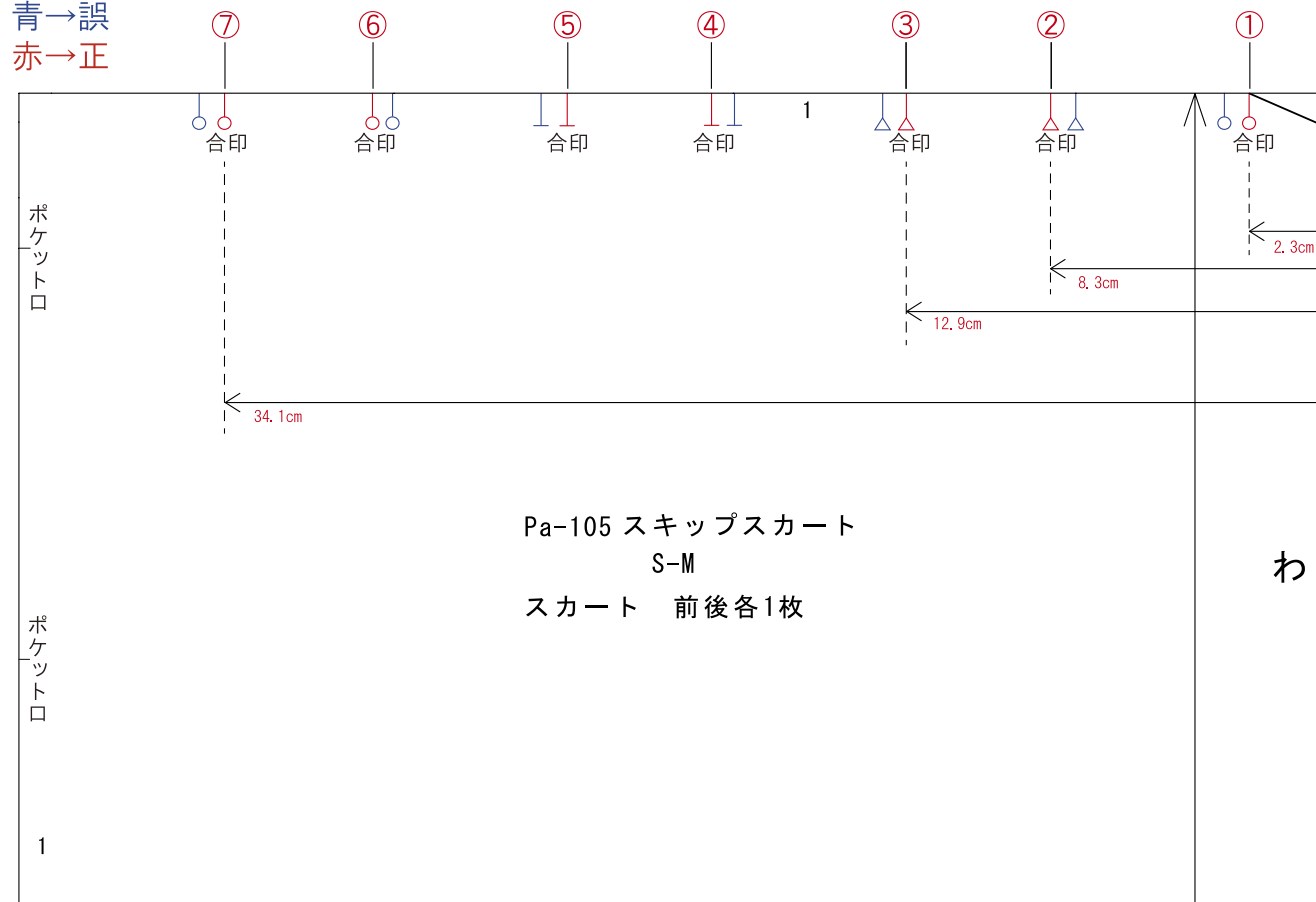 青→誤
赤→正
⑦ ⑥ ⑤ ④ ③ ② ①
1
合印 合印 合印 合印 合印 合印 合印
ポケット口
2.3cm
8.3cm
12.9cm
34.1cm
Pa-105 スキップスカート
S-M
スカート 前後各1枚
わ
ポケット口
1